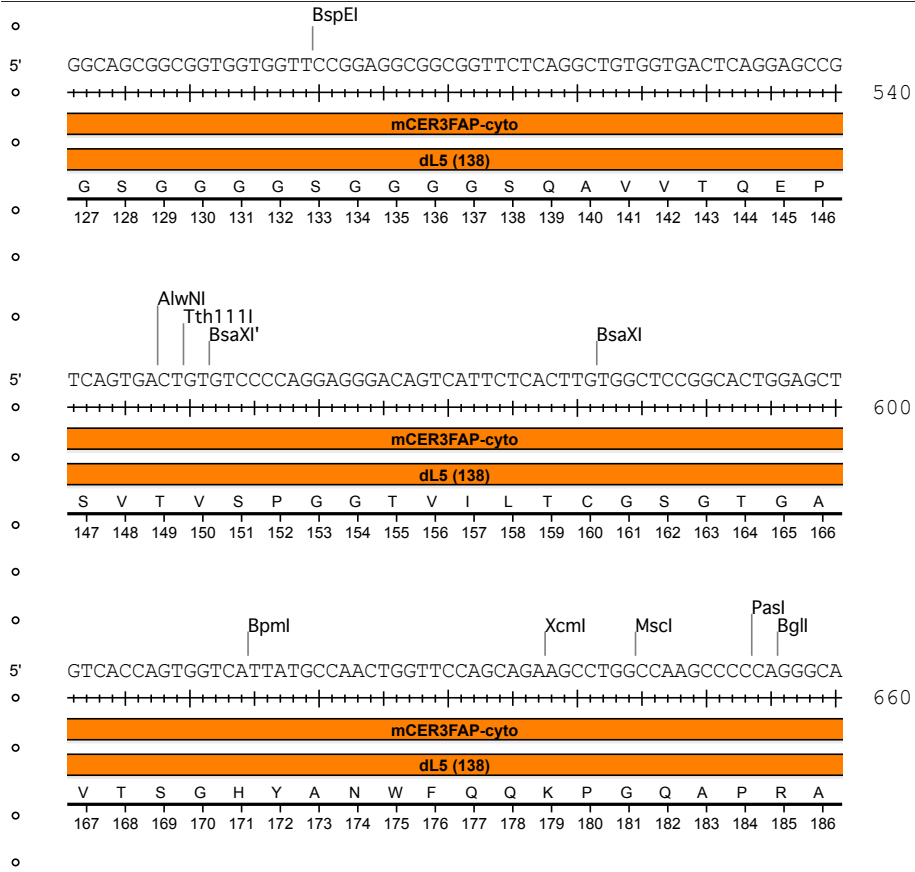 BspEI
5' GGCAGCGGCGGTGGTGGTTCCGGAGGCGGCGGTTCTCAGGCTGTGGTGACTCAGGAGCCG
540
mCER3FAP-cyto
dL5 (138)
G S G G G G S G G G G S Q A V V T Q E P
127 128 129 130 131 132 133 134 135 136 137 138 139 140 141 142 143 144 145 146
AlwNI
Tth111I
BsaXI' BsaXI
5' TCAGTGACTGTGTCCCCAGGAGGGACAGTCATTCTCACTTGTGGCTCCGGCACTGGAGCT
600
mCER3FAP-cyto
dL5 (138)
S V T V S P G G T V I L T C G S G T G A
147 148 149 150 151 152 153 154 155 156 157 158 159 160 161 162 163 164 165 166
PasI
BpmI XcmI MscI BglI
5' GTCACCAGTGGTCATTATGCCAACTGGTTCCAGCAGAAGCCTGGCCAAGCCCCCAGGGCA
660
mCER3FAP-cyto
dL5 (138)
V T S G H Y A N W F Q Q K P G Q A P R A
167 168 169 170 171 172 173 174 175 176 177 178 179 180 181 182 183 184 185 186